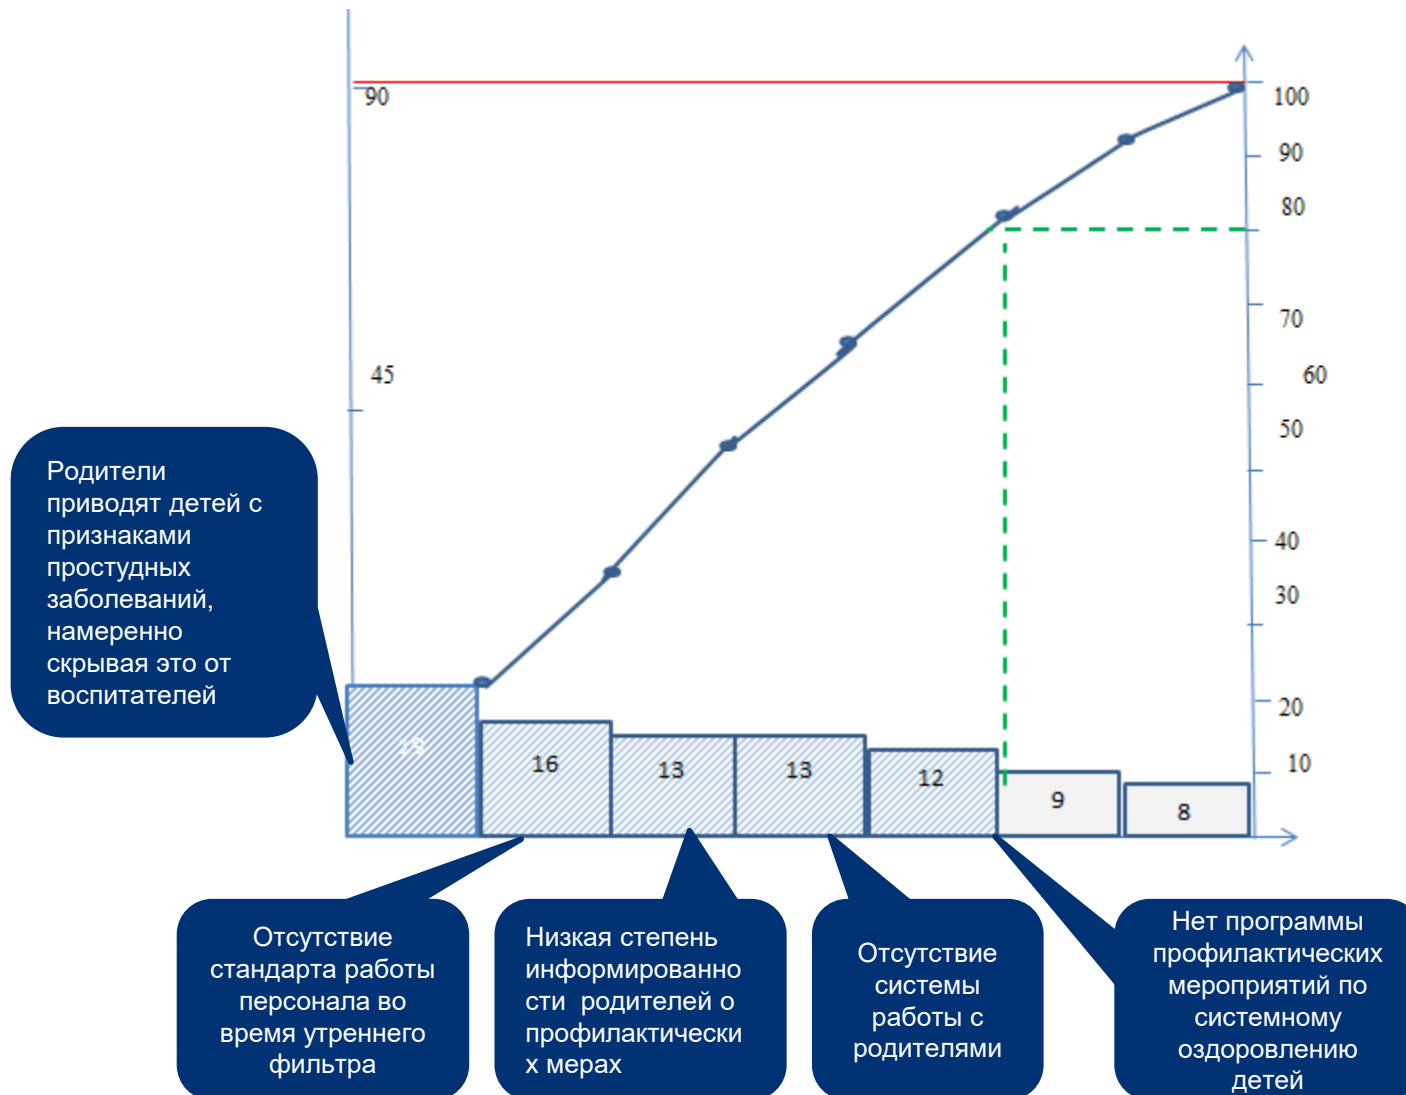 90
100
90
80
70
45
60
50
40
30
20
10
Родители
приводят детей с
признаками
простудных
заболеваний,
намеренно
скрывая это от
воспитателей
16
13
13
12
9
8
Отсутствие
стандарта работы
персонала во
время утреннего
фильтра
Низкая степень
информированно
сти родителей о
профилактически
х мерах
Отсутствие
системы
работы с
родителями
Нет программы
профилактических
мероприятий по
системному
оздоровлению
детей